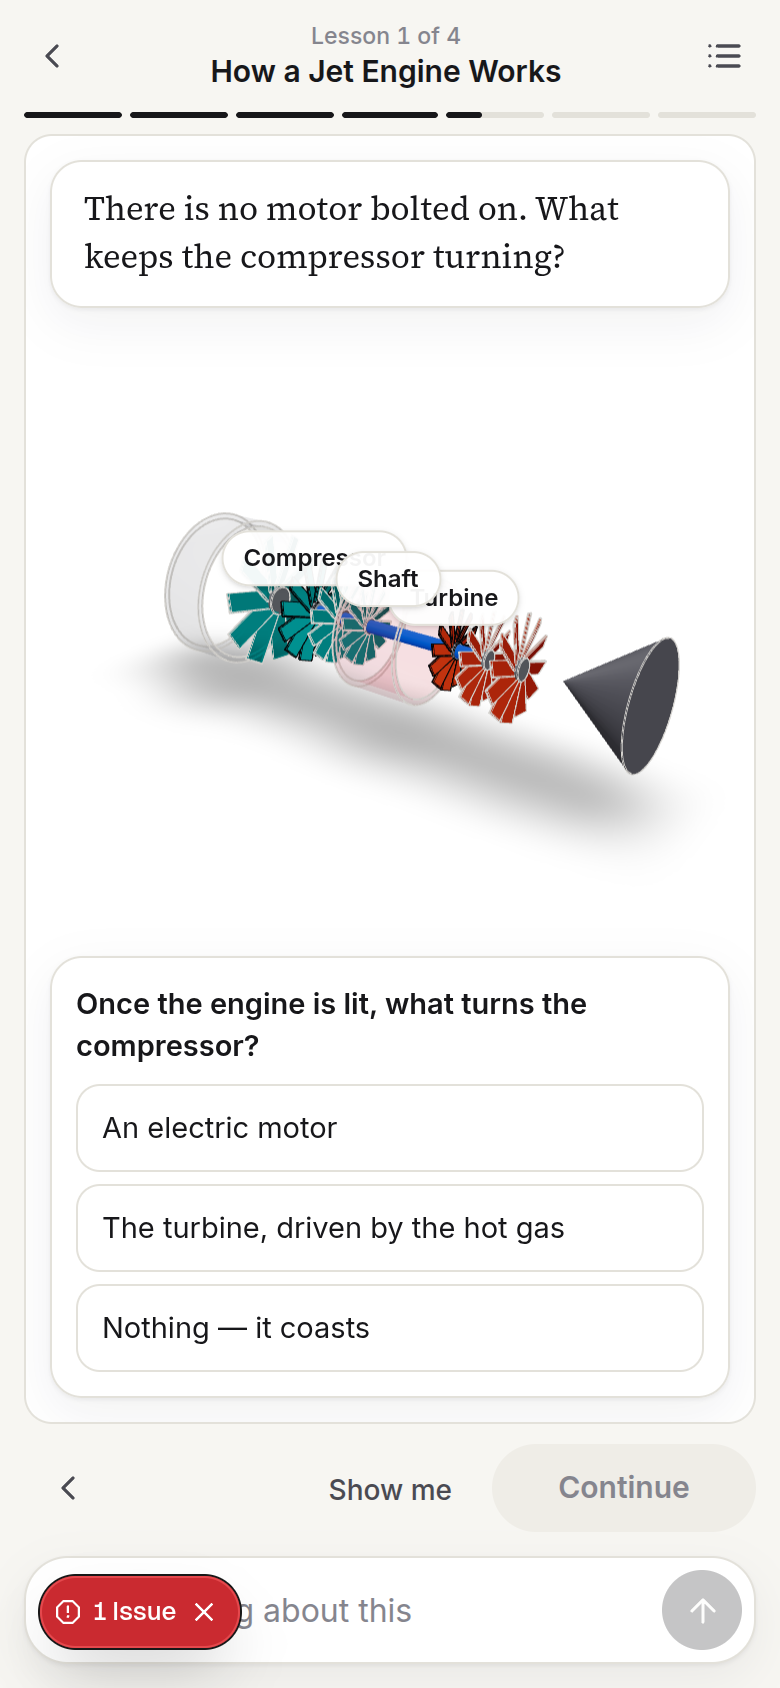 Lesson 1 of 4
How a Jet Engine Works
There is no motor bolted on. What
keeps the compressor turning?
Compressor
Shaft
Turbine
Once the engine is lit, what turns the
compressor?
An electric motor
The turbine, driven by the hot gas
Nothing — it coasts
Show me
Continue
1 Issue
g about this